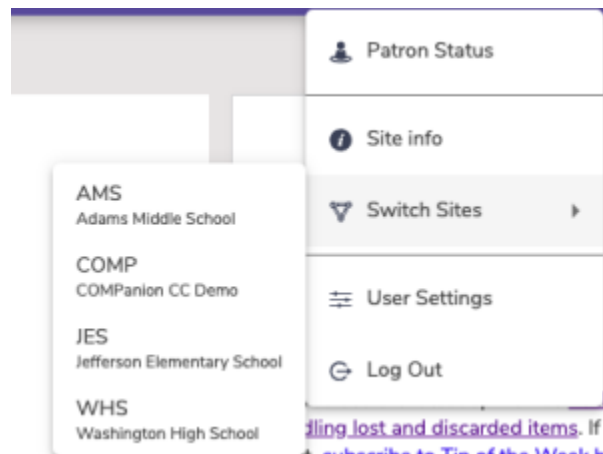 Patron Status
Site info
Switch Sites
AMS
Adams Middle School
COMP
COMPanion CC Demo
JES
Jefferson Elementary School
WHS
Washington High School
User Settings
Log Out
dling lost and discarded items. If
subscribe to Tip of the Week